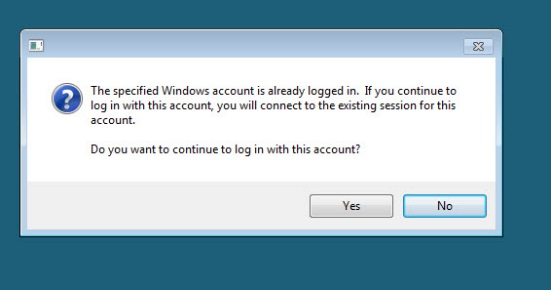 The specified Windows account is already logged in.  If you continue to
log in with this account, you will connect to the existing session for this
account.
Do you want to continue to log in with this account?
Yes No